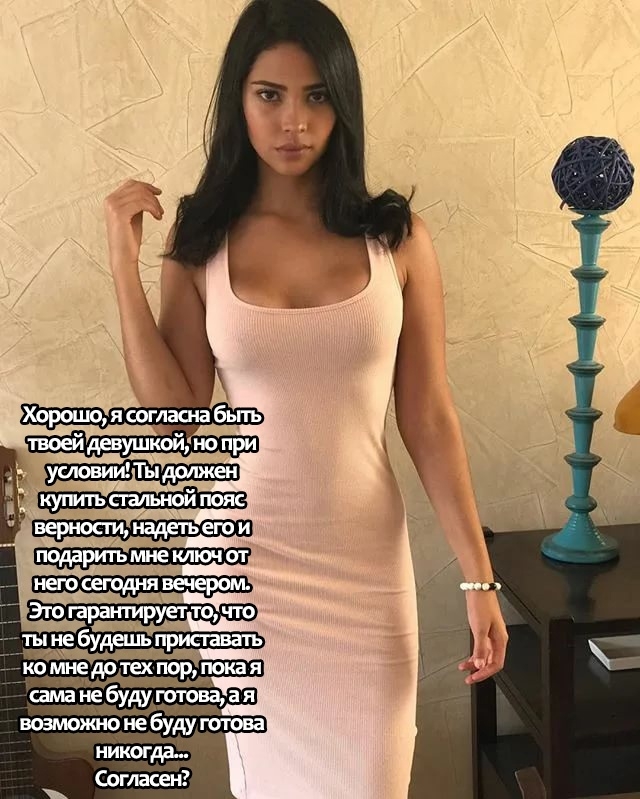 Хорошо, я согласна быть
твоей девушкой, но при
условии! Ты должен
купить стальной пояс
верности, надеть его и
подарить мне ключ от
него сегодня вечером.
Это гарантирует то, что
ты не будешь приставать
ко мне до тех пор, пока я
сама не буду готова, а я
возможно не буду готова
никогда...
Согласен?